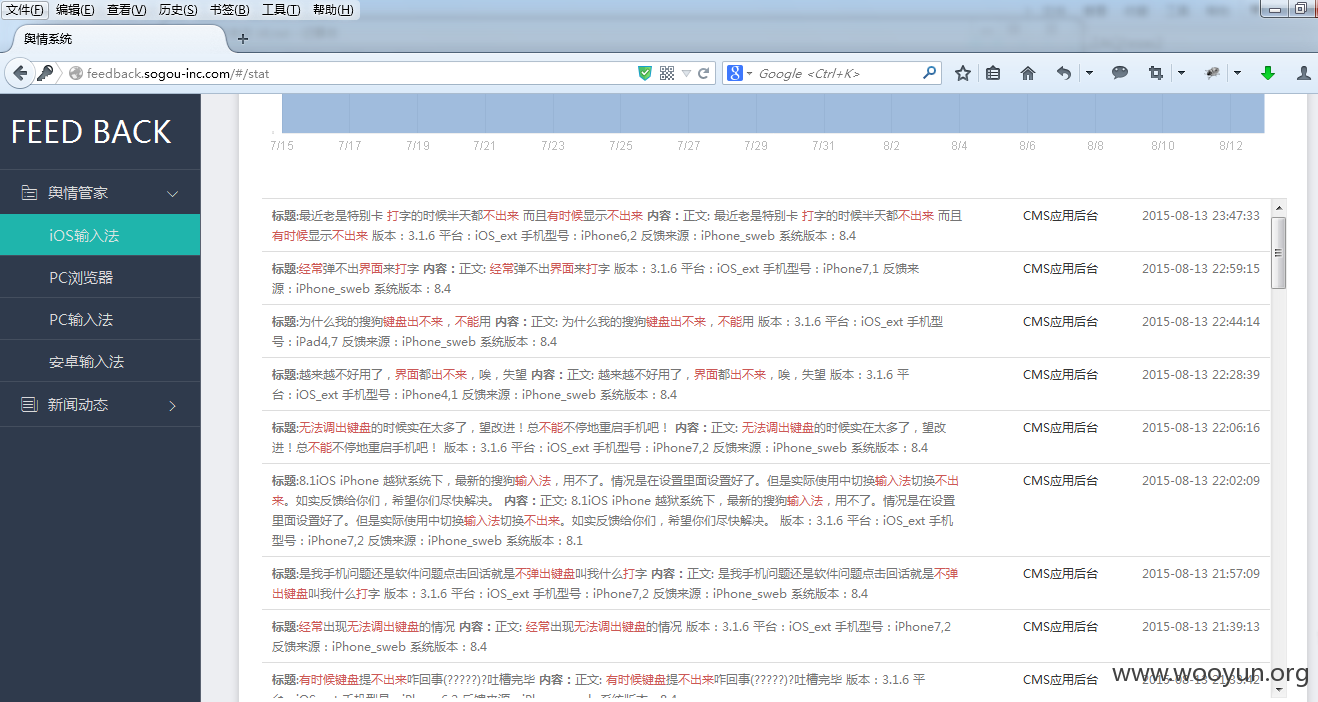 文件(F) 编辑(E) 查看(V) 历史(S) 书签(B) 工具(T) 帮助(H)
舆情系统
feedback.sogou-inc.com/#/stat
Google <Ctrl+K>
FEED BACK
舆情管家
iOS输入法
PC浏览器
PC输入法
安卓输入法
新闻动态
7/15 7/17 7/19 7/21 7/23 7/25 7/27 7/29 7/31 8/2 8/4 8/6 8/8 8/10 8/12
标题:最近老是特别卡 打字的时候半天都不出来 而且有时候显示不出来 内容：正文: 最近老是特别卡 打字的时候半天都不出来 而且 CMS应用后台 2015-08-13 23:47:33
有时候显示不出来 版本：3.1.6 平台：iOS_ext 手机型号：iPhone6,2 反馈来源：iPhone_sweb 系统版本：8.4
标题:经常弹不出界面来打字 内容：正文: 经常弹不出界面来打字 版本：3.1.6 平台：iOS_ext 手机型号：iPhone7,1 反馈来 CMS应用后台 2015-08-13 22:59:15
源：iPhone_sweb 系统版本：8.4
标题:为什么我的搜狗键盘出不来，不能用 内容：正文: 为什么我的搜狗键盘出不来，不能用 版本：3.1.6 平台：iOS_ext 手机型 CMS应用后台 2015-08-13 22:44:14
号：iPad4,7 反馈来源：iPhone_sweb 系统版本：8.4
标题:越来越不好用了，界面都出不来，唉，失望 内容：正文: 越来越不好用了，界面都出不来，唉，失望 版本：3.1.6 平 CMS应用后台 2015-08-13 22:28:39
台：iOS_ext 手机型号：iPhone4,1 反馈来源：iPhone_sweb 系统版本：8.4
标题:无法调出键盘的时候实在太多了，望改进！总不能不停地重启手机吧！ 内容：正文: 无法调出键盘的时候实在太多了，望改 CMS应用后台 2015-08-13 22:06:16
进！总不能不停地重启手机吧！ 版本：3.1.6 平台：iOS_ext 手机型号：iPhone7,2 反馈来源：iPhone_sweb 系统版本：8.4
标题:8.1iOS iPhone 越狱系统下，最新的搜狗输入法，用不了。情况是在设置里面设置好了。但是实际使用中切换输入法切换不出 CMS应用后台 2015-08-13 22:02:09
来。如实反馈给你们，希望你们尽快解决。 内容：正文: 8.1iOS iPhone 越狱系统下，最新的搜狗输入法，用不了。情况是在设置
里面设置好了。但是实际使用中切换输入法切换不出来。如实反馈给你们，希望你们尽快解决。 版本：3.1.6 平台：iOS_ext 手机
型号：iPhone7,2 反馈来源：iPhone_sweb 系统版本：8.1
标题:是我手机问题还是软件问题点击回话就是不弹出键盘叫我什么打字 内容：正文: 是我手机问题还是软件问题点击回话就是不弹 CMS应用后台 2015-08-13 21:57:09
出键盘叫我什么打字 版本：3.1.6 平台：iOS_ext 手机型号：iPhone7,2 反馈来源：iPhone_sweb 系统版本：8.4
标题:经常出现无法调出键盘的情况 内容：正文: 经常出现无法调出键盘的情况 版本：3.1.6 平台：iOS_ext 手机型号：iPhone7,2 CMS应用后台 2015-08-13 21:39:13
反馈来源：iPhone_sweb 系统版本：8.4
标题:有时候键盘提不出来咋回事(?????)?吐槽完毕 内容：正文: 有时候键盘提不出来咋回事(?????)?吐槽完毕 版本：3.1.6 平 CMS应用后台
www.wooyun.org